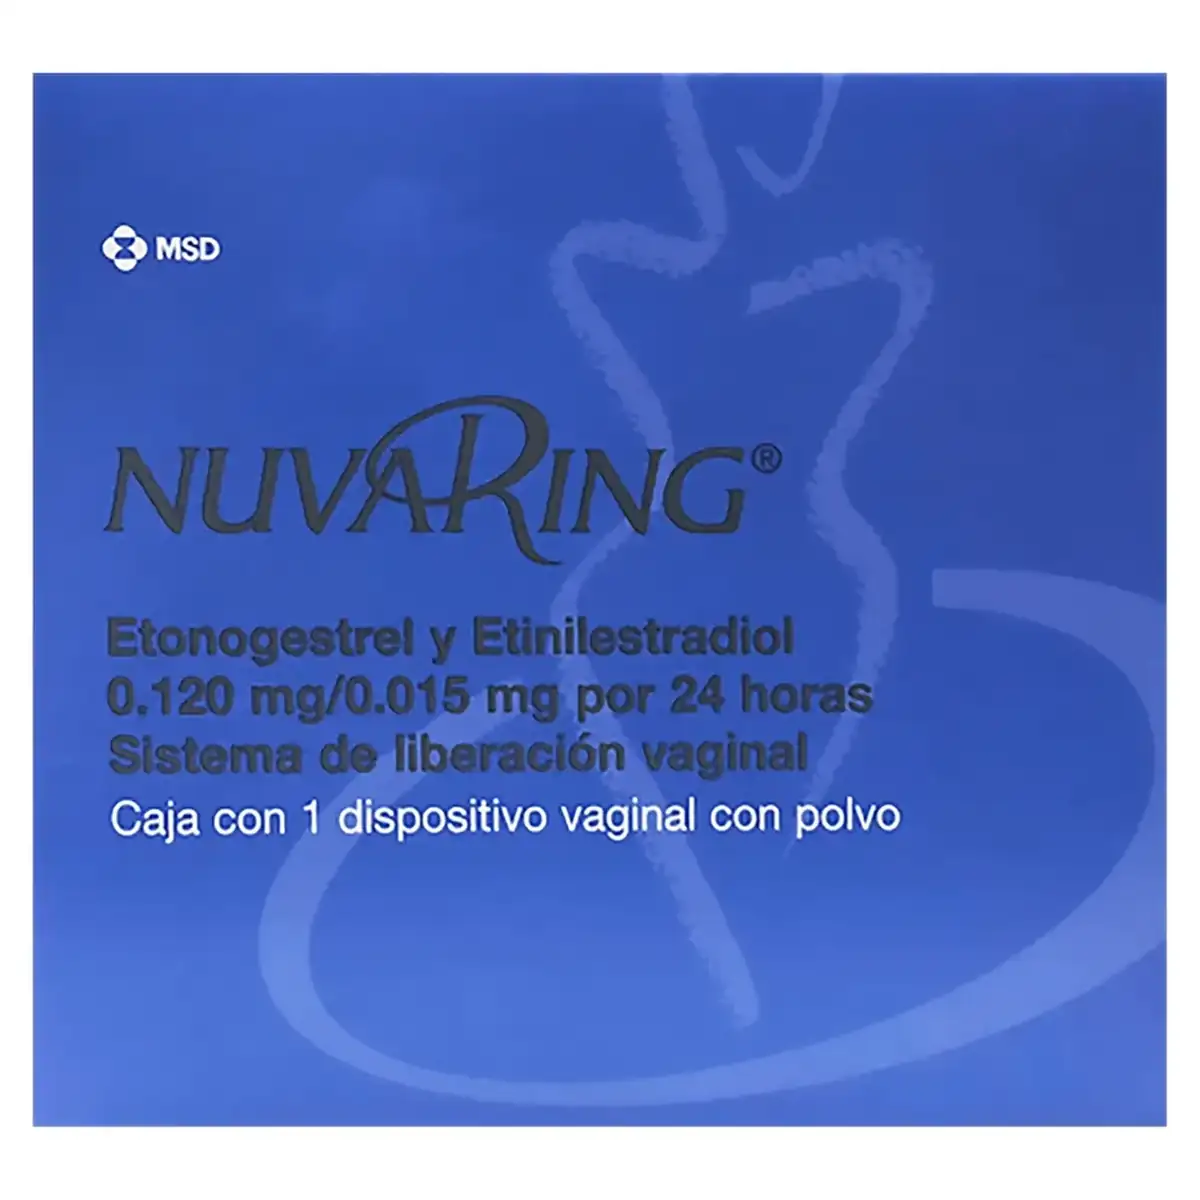 MSD
NUVARING®
Etonogestrel y Etinilestradiol
0.120 mg/0.015 mg por 24 horas
Sistema de liberación vaginal
Caja con 1 dispositivo vaginal con polvo